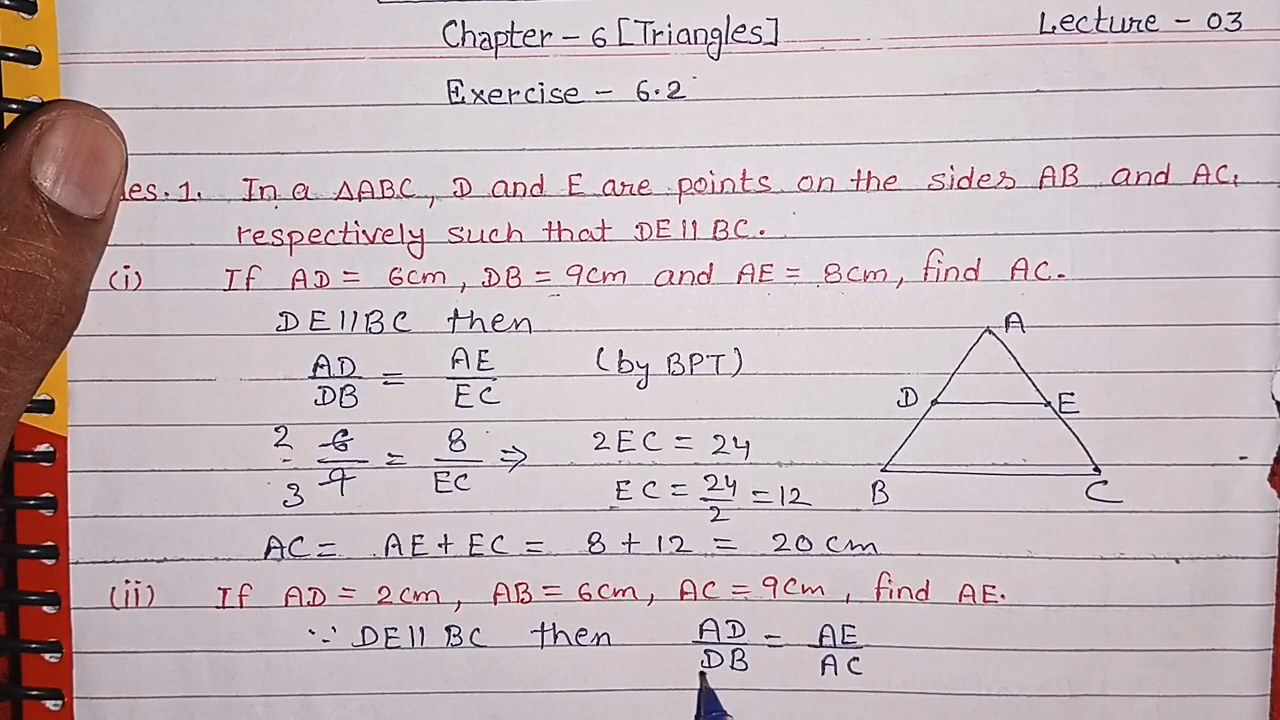 Chapter - 6 [Triangles]
Lecture - 03
Exercise - 6.2
es. 1. In a △ABC, D and E are points on the sides AB and AC,
respectively such that DE || BC.
(i) If AD = 6cm, DB = 9cm and AE = 8cm, find AC.
DE || BC then
AD/DB = AE/EC (by BPT)
2 6/9 3 = 8/EC ⇒ 2EC = 24
EC = 24/2 = 12
AC = AE + EC = 8 + 12 = 20 cm
A
D E
B C
(ii) If AD = 2cm, AB = 6cm, AC = 9cm, find AE.
∵ DE || BC then AD/DB = AE/AC